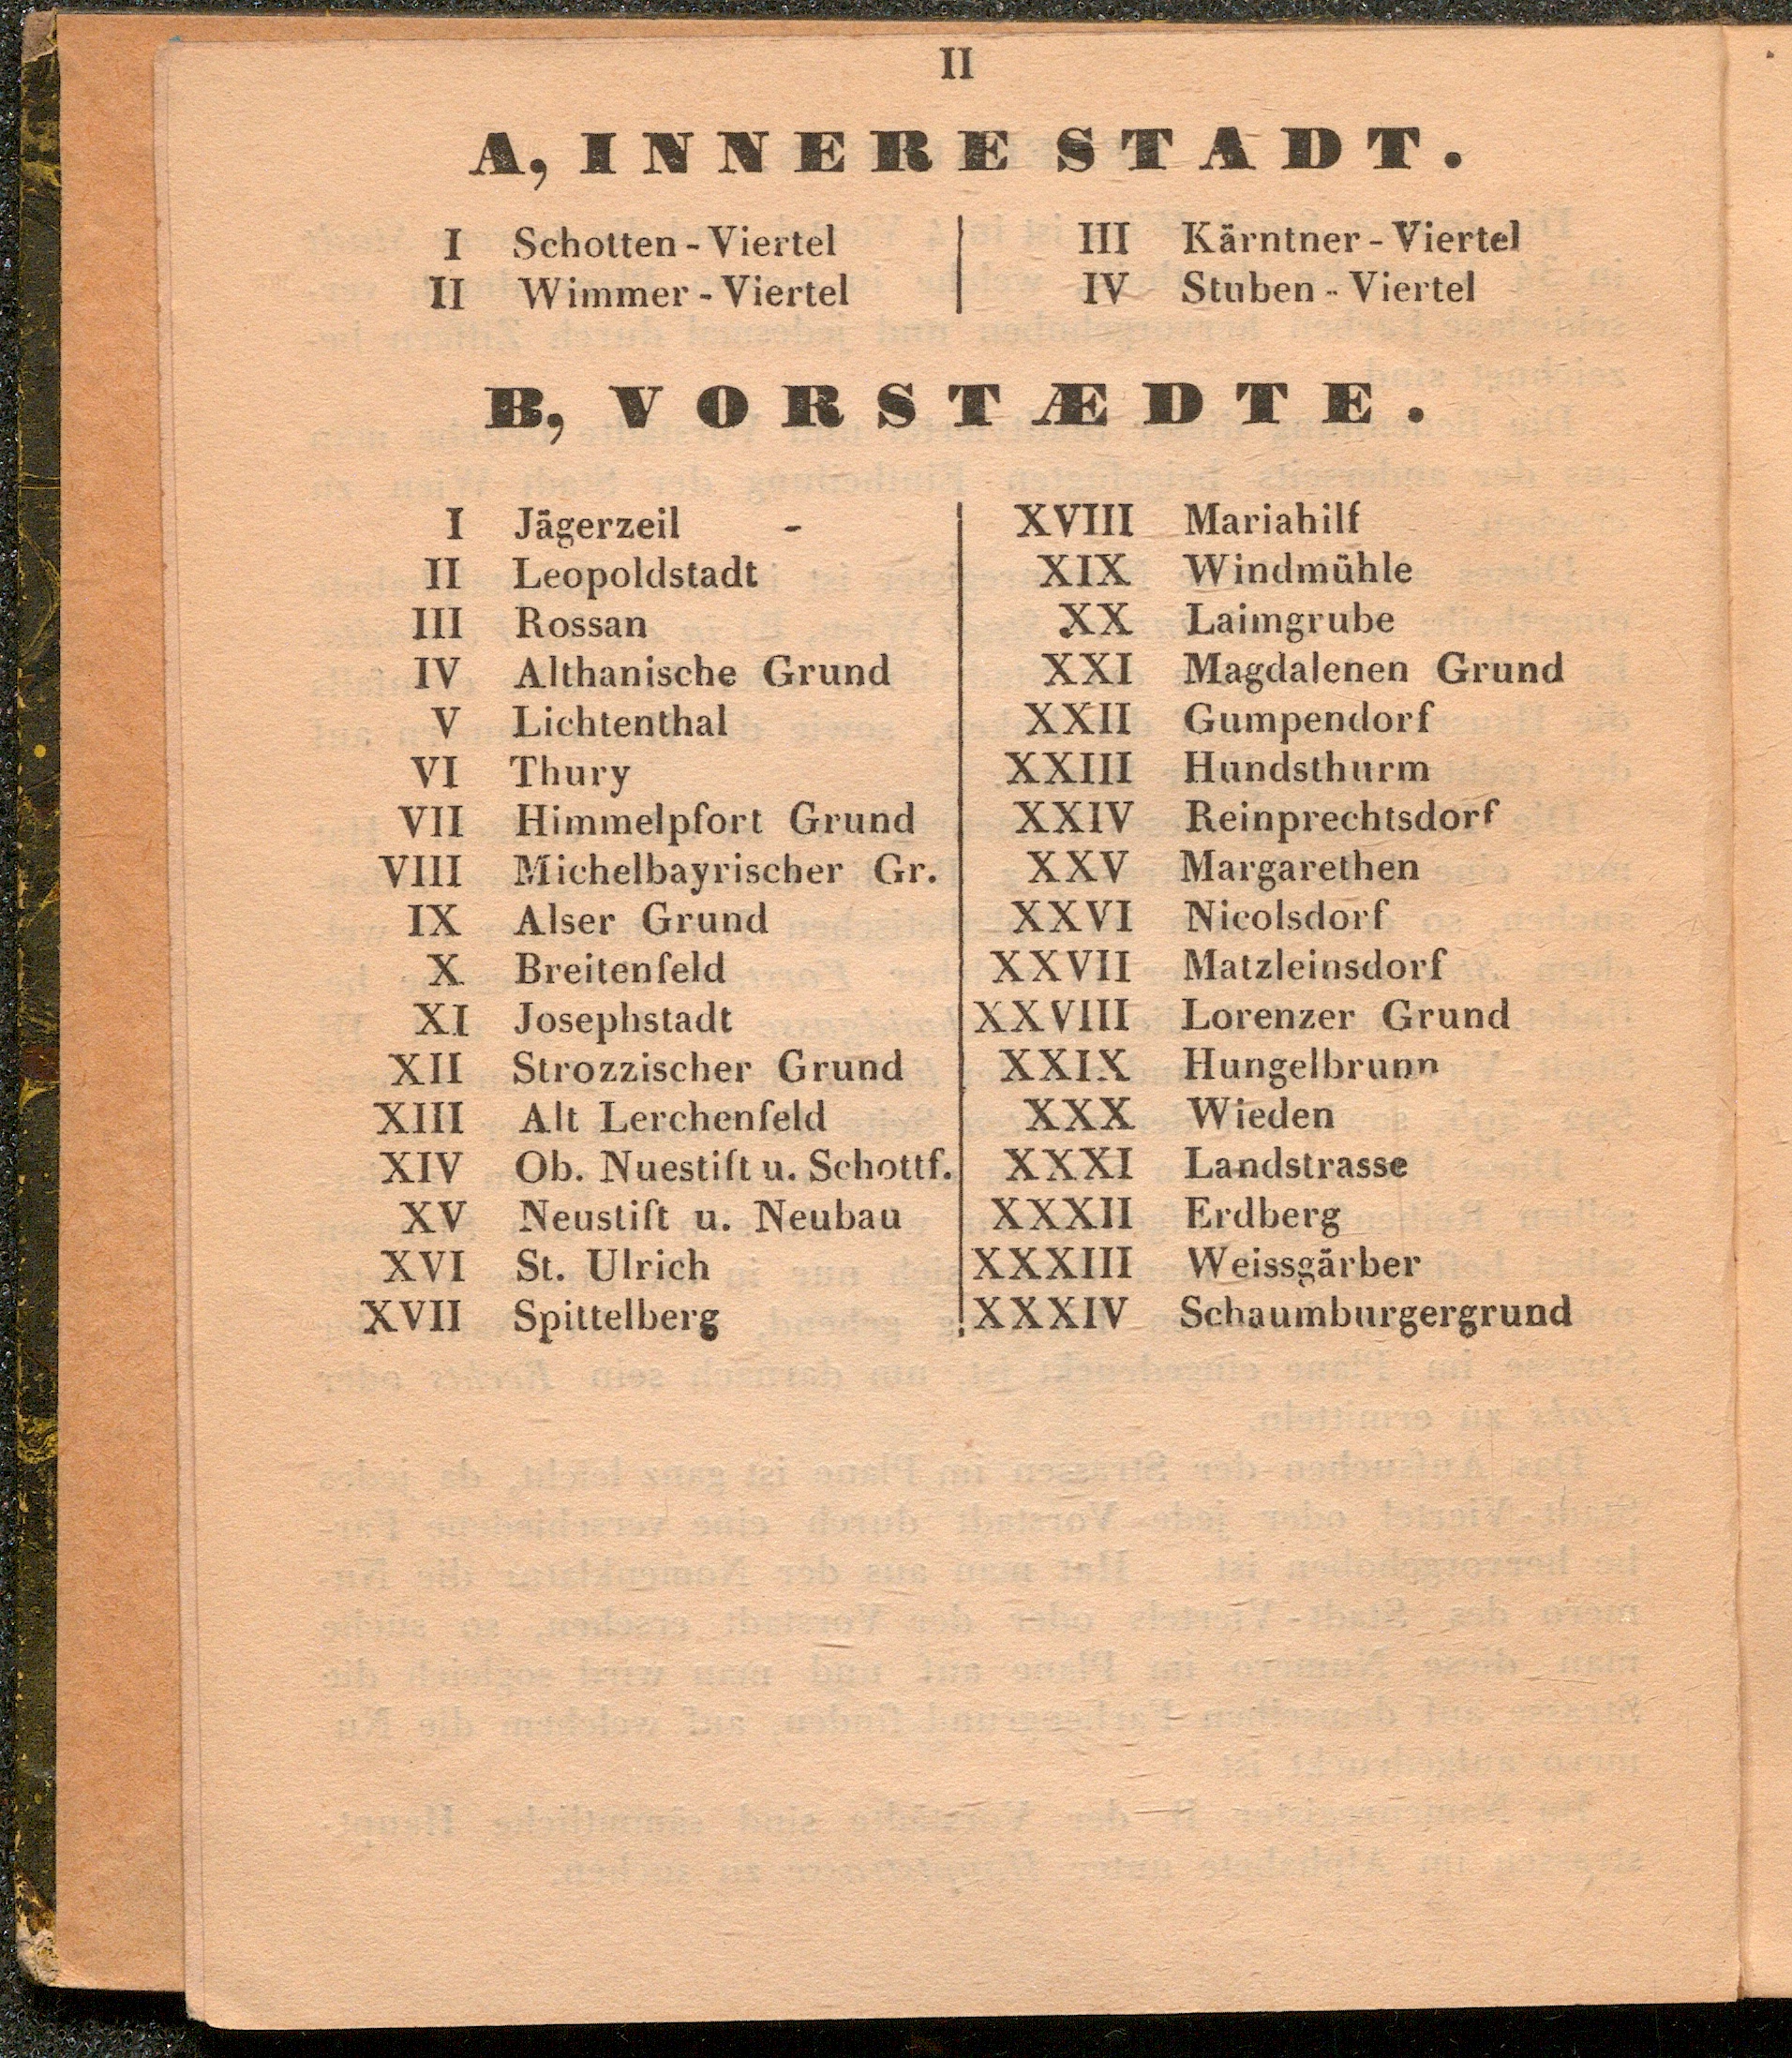 II
A, INNERE STADT.
I Schotten-Viertel
II Wimmer-Viertel
III Kärntner-Viertel
IV Stuben-Viertel
B, VORSTÆDTE.
I Jägerzeil -
II Leopoldstadt
III Rossan
IV Althanische Grund
V Lichtenthal
VI Thury
VII Himmelpfort Grund
VIII Michelbayrischer Gr.
IX Alser Grund
X Breitenfeld
XI Josephstadt
XII Strozzischer Grund
XIII Alt Lerchenfeld
XIV Ob. Nuestift u. Schottf.
XV Neustift u. Neubau
XVI St. Ulrich
XVII Spittelberg
XVIII Mariahilf
XIX Windmühle
XX Laimgrube
XXI Magdalenen Grund
XXII Gumpendorf
XXIII Hundsthurm
XXIV Reinprechtsdorf
XXV Margarethen
XXVI Nicolsdorf
XXVII Matzleinsdorf
XXVIII Lorenzer Grund
XXIX Hungelbrunn
XXX Wieden
XXXI Landstrasse
XXXII Erdberg
XXXIII Weissgärber
XXXIV Schaumburgergrund